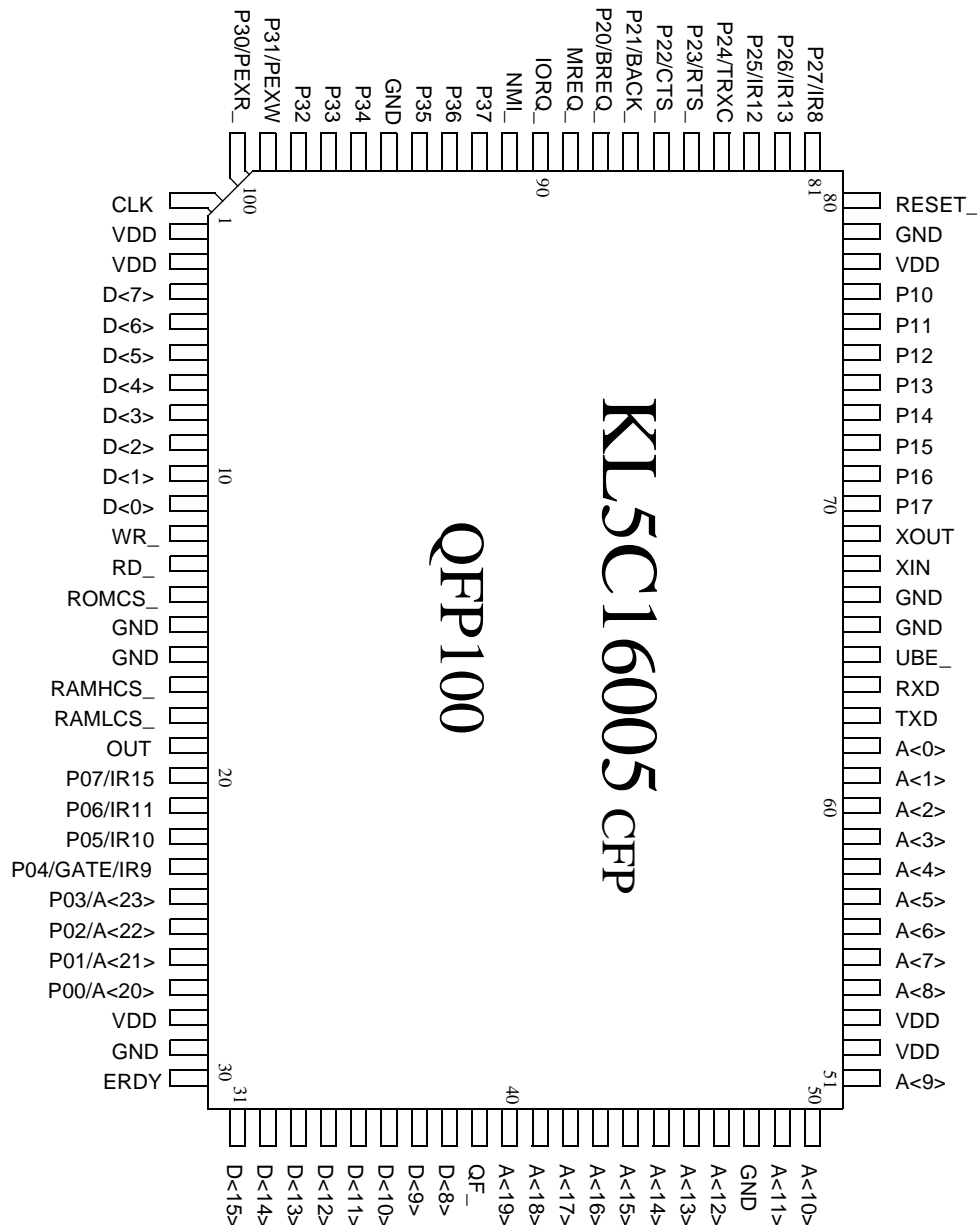 P30/PEXR_
P31/PEXW
P32
P33
P34
GND
P35
P36
P37
NMI_
IORQ_
MREQ_
P20/BREQ_
P21/BACK_
P22/CTS_
P23/RTS_
P24/TRXC
P25/IR12
P26/IR13
P27/IR8
100
90
81
CLK
VDD
VDD
D<7>
D<6>
D<5>
D<4>
D<3>
D<2>
D<1>
D<0>
WR_
RD_
ROMCS_
GND
GND
RAMHCS_
RAMLCS_
OUT
P07/IR15
P06/IR11
P05/IR10
P04/GATE/IR9
P03/A<23>
P02/A<22>
P01/A<21>
P00/A<20>
VDD
GND
ERDY
1
10
20
30
KL5C16005 CFP
QFP100
80
70
60
51
RESET_
GND
VDD
P10
P11
P12
P13
P14
P15
P16
P17
XOUT
XIN
GND
GND
UBE_
RXD
TXD
A<0>
A<1>
A<2>
A<3>
A<4>
A<5>
A<6>
A<7>
A<8>
VDD
VDD
A<9>
31
40
50
D<15>
D<14>
D<13>
D<12>
D<11>
D<10>
D<9>
D<8>
QF_
A<19>
A<18>
A<17>
A<16>
A<15>
A<14>
A<13>
A<12>
GND
A<11>
A<10>